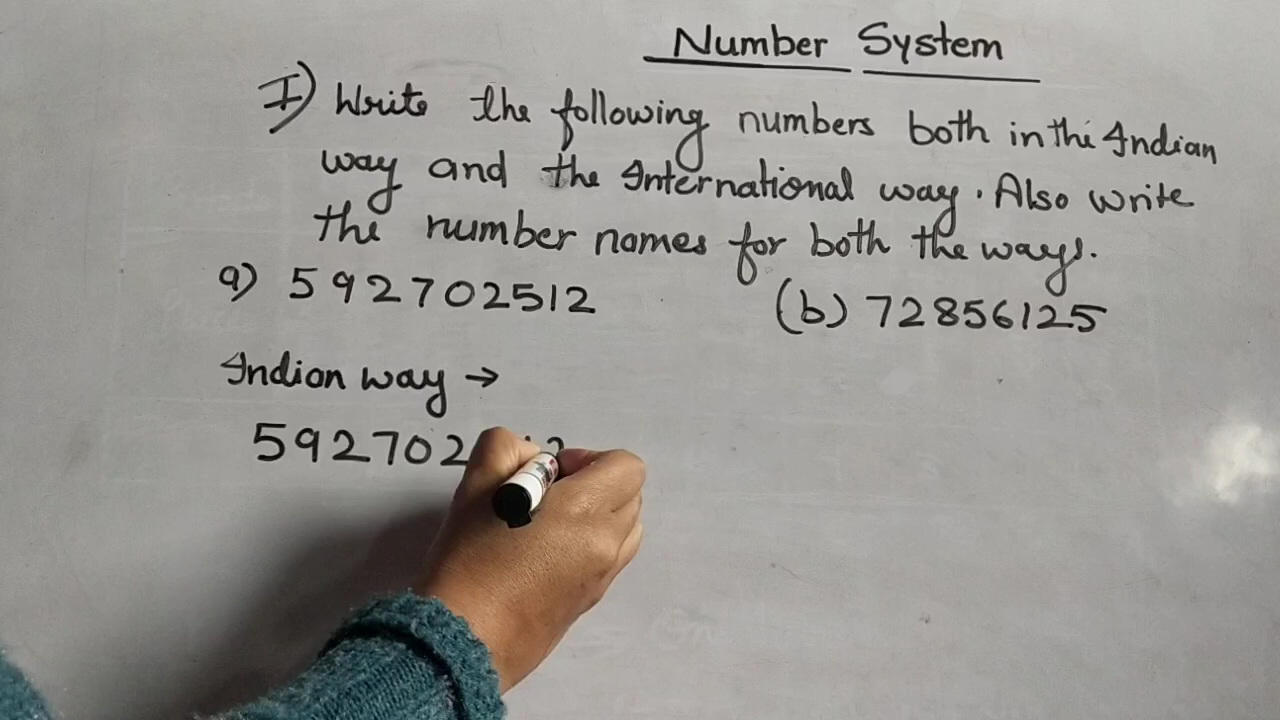 Number System
I) Write the following numbers both in the Indian
way and the International way. Also write
the number names for both the ways.
a) 592702512 (b) 72856125
Indian way →
592702